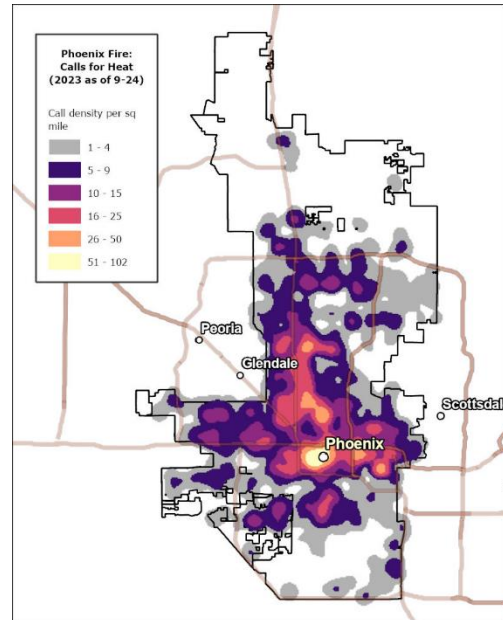 Phoenix Fire:
Calls for Heat
(2023 as of 9-24)
Call density per sq
mile
1 - 4
5 - 9
10 - 15
16 - 25
26 - 50
51 - 102
Peoria
Glendale
Scottsdal
Phoenix